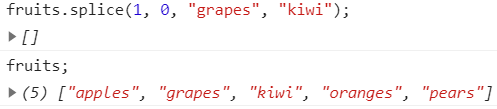 fruits.splice(1, 0, "grapes", "kiwi");
▶ []
fruits;
▶ (5) ["apples", "grapes", "kiwi", "oranges", "pears"]